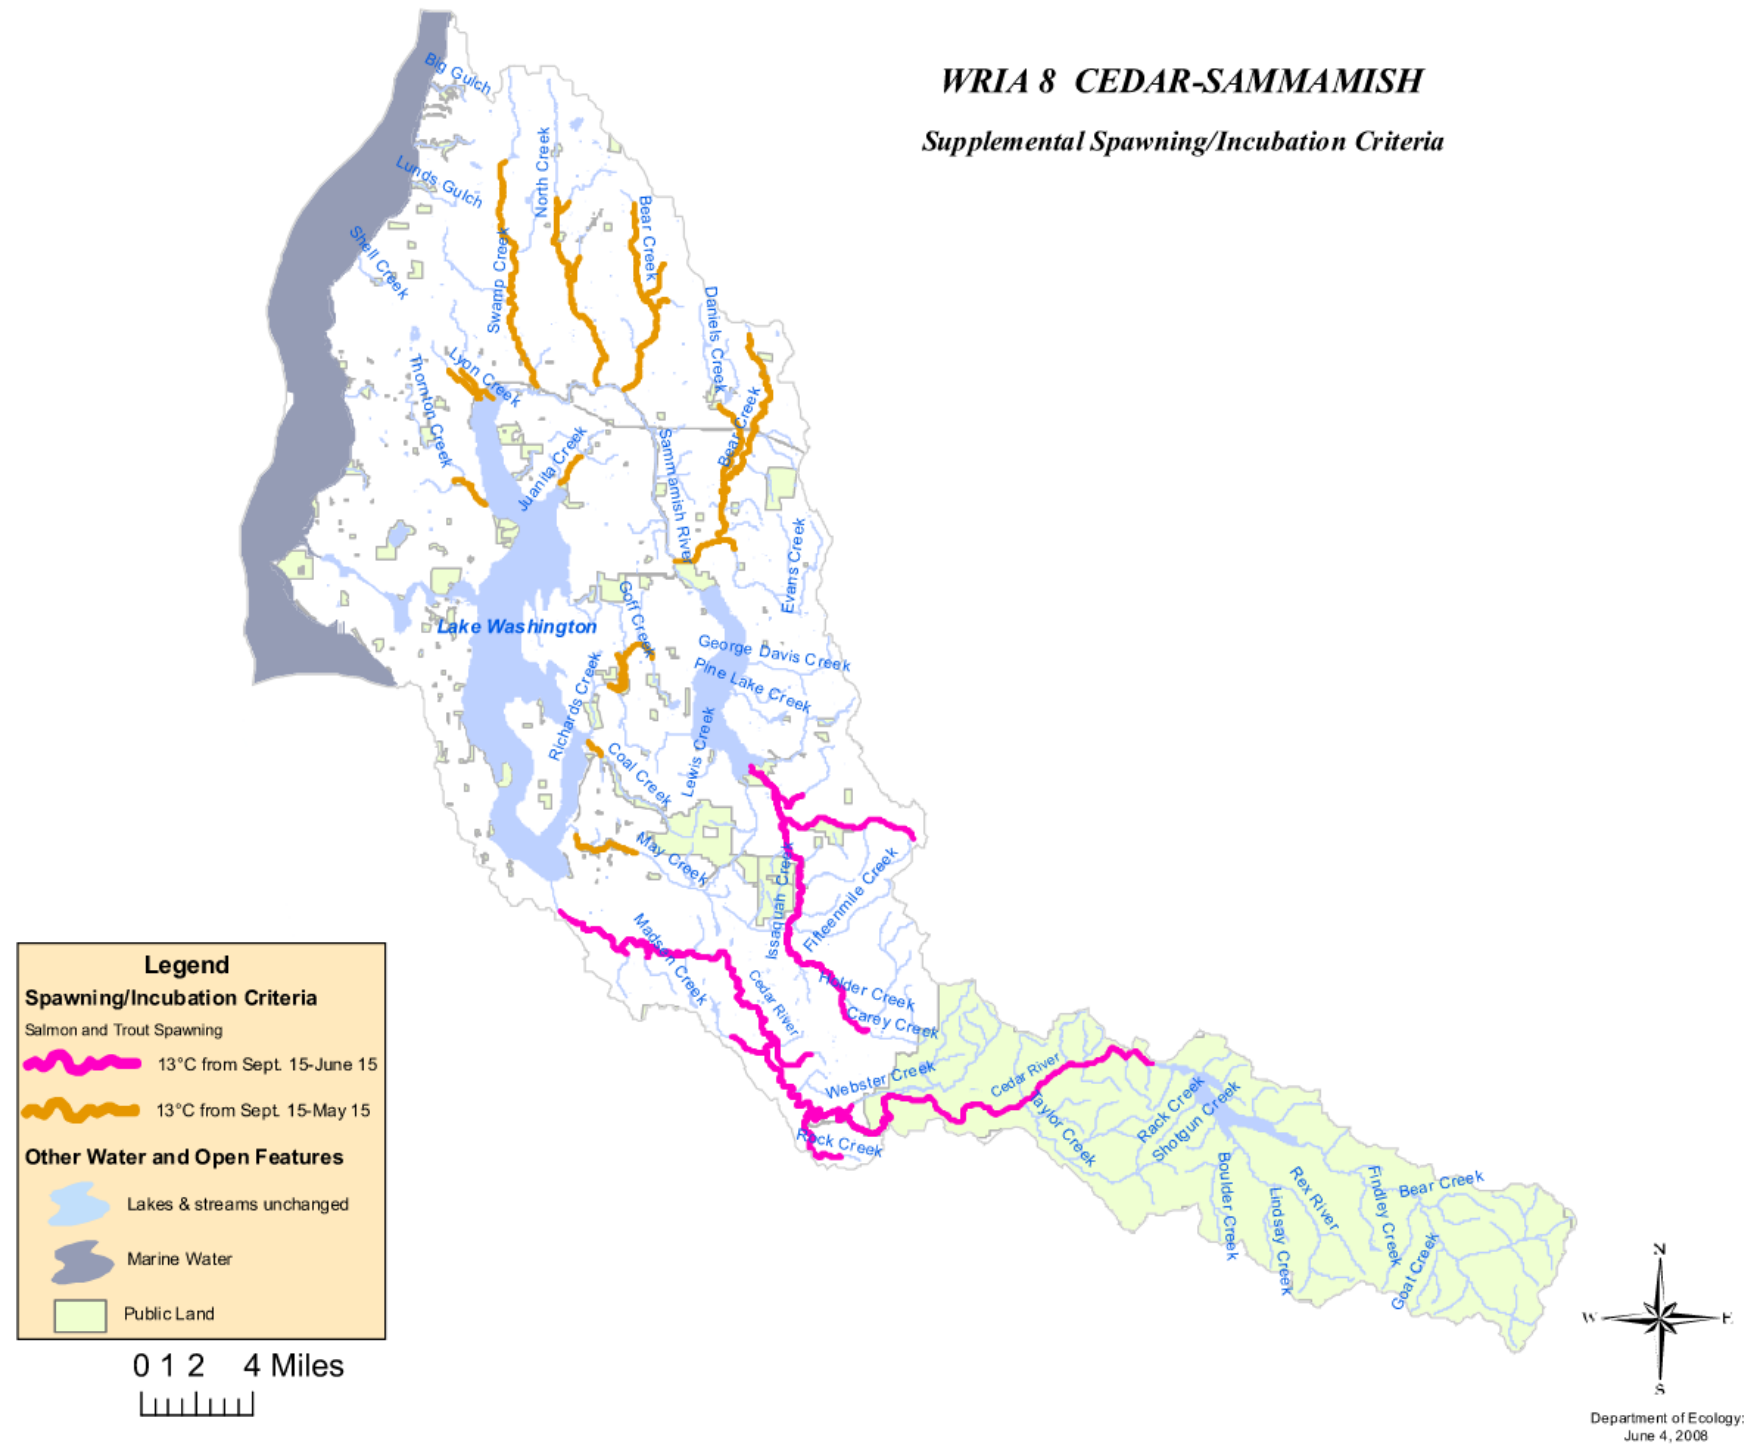 WRIA 8 CEDAR-SAMMAMISH
Supplemental Spawning/Incubation Criteria
Big Gulch
Lunds Gulch
Shell Creek
North Creek
Swamp Creek
Bear Creek
Daniels Creek
Lyon Creek
Thornton Creek
Juanita Creek
Sammamish River
Bear Creek
Evans Creek
Goff Creek
Lake Washington
George Davis Creek
Pine Lake Creek
Richards Creek
Lewis Creek
Coal Creek
May Creek
Issaquah Creek
Fifteenmile Creek
Madsen Creek
Cedar River
Holder Creek
Carey Creek
Webster Creek
Cedar River
Rock Creek
Taylor Creek
Rack Creek
Shotgun Creek
Boulder Creek
Lindsay Creek
Rex River
Findley Creek
Bear Creek
Goat Creek
Legend
Spawning/Incubation Criteria
Salmon and Trout Spawning
13°C from Sept. 15-June 15
13°C from Sept. 15-May 15
Other Water and Open Features
Lakes & streams unchanged
Marine Water
Public Land
0 1 2 4 Miles
N
W E
S
Department of Ecology:
June 4, 2008